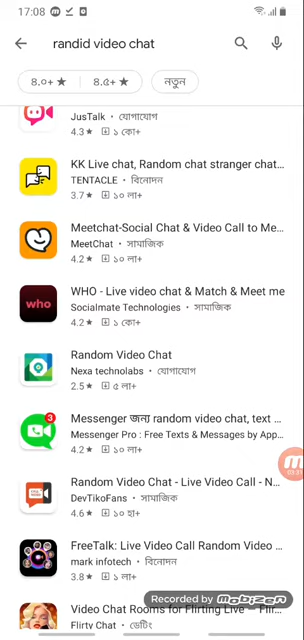 17:08
randid video chat
৪.০+ ★
৪.৫+ ★
নতুন
JusTalk • যোগাযোগ
4.3 ★ ১ কো+
KK Live chat, Random chat stranger chat...
TENTACLE • বিনোদন
3.7 ★ ১০ লা+
Meetchat-Social Chat & Video Call to Me...
MeetChat • সামাজিক
4.2 ★ ১০ লা+
who
WHO - Live video chat & Match & Meet me
Socialmate Technologies • সামাজিক
4.2 ★ ১ কো+
Random Video Chat
Nexa technolabs • যোগাযোগ
2.5 ★ ৫ লা+
3
Messenger জন্য random video chat, text ...
Messenger Pro : Free Texts & Messages by App...
4.2 ★ ১০ লা+
Random Video Chat - Live Video Call - N...
DevTikoFans • সামাজিক
4.6 ★ ১০ হা+
FreeTalk: Live Video Call Random Video ...
mark infotech • বিনোদন
3.8 ★ ১ লা+
Recorded by Mobizen
Video Chat Rooms for Flirting Live – Flir...
Flirty Chat • ডেটিং